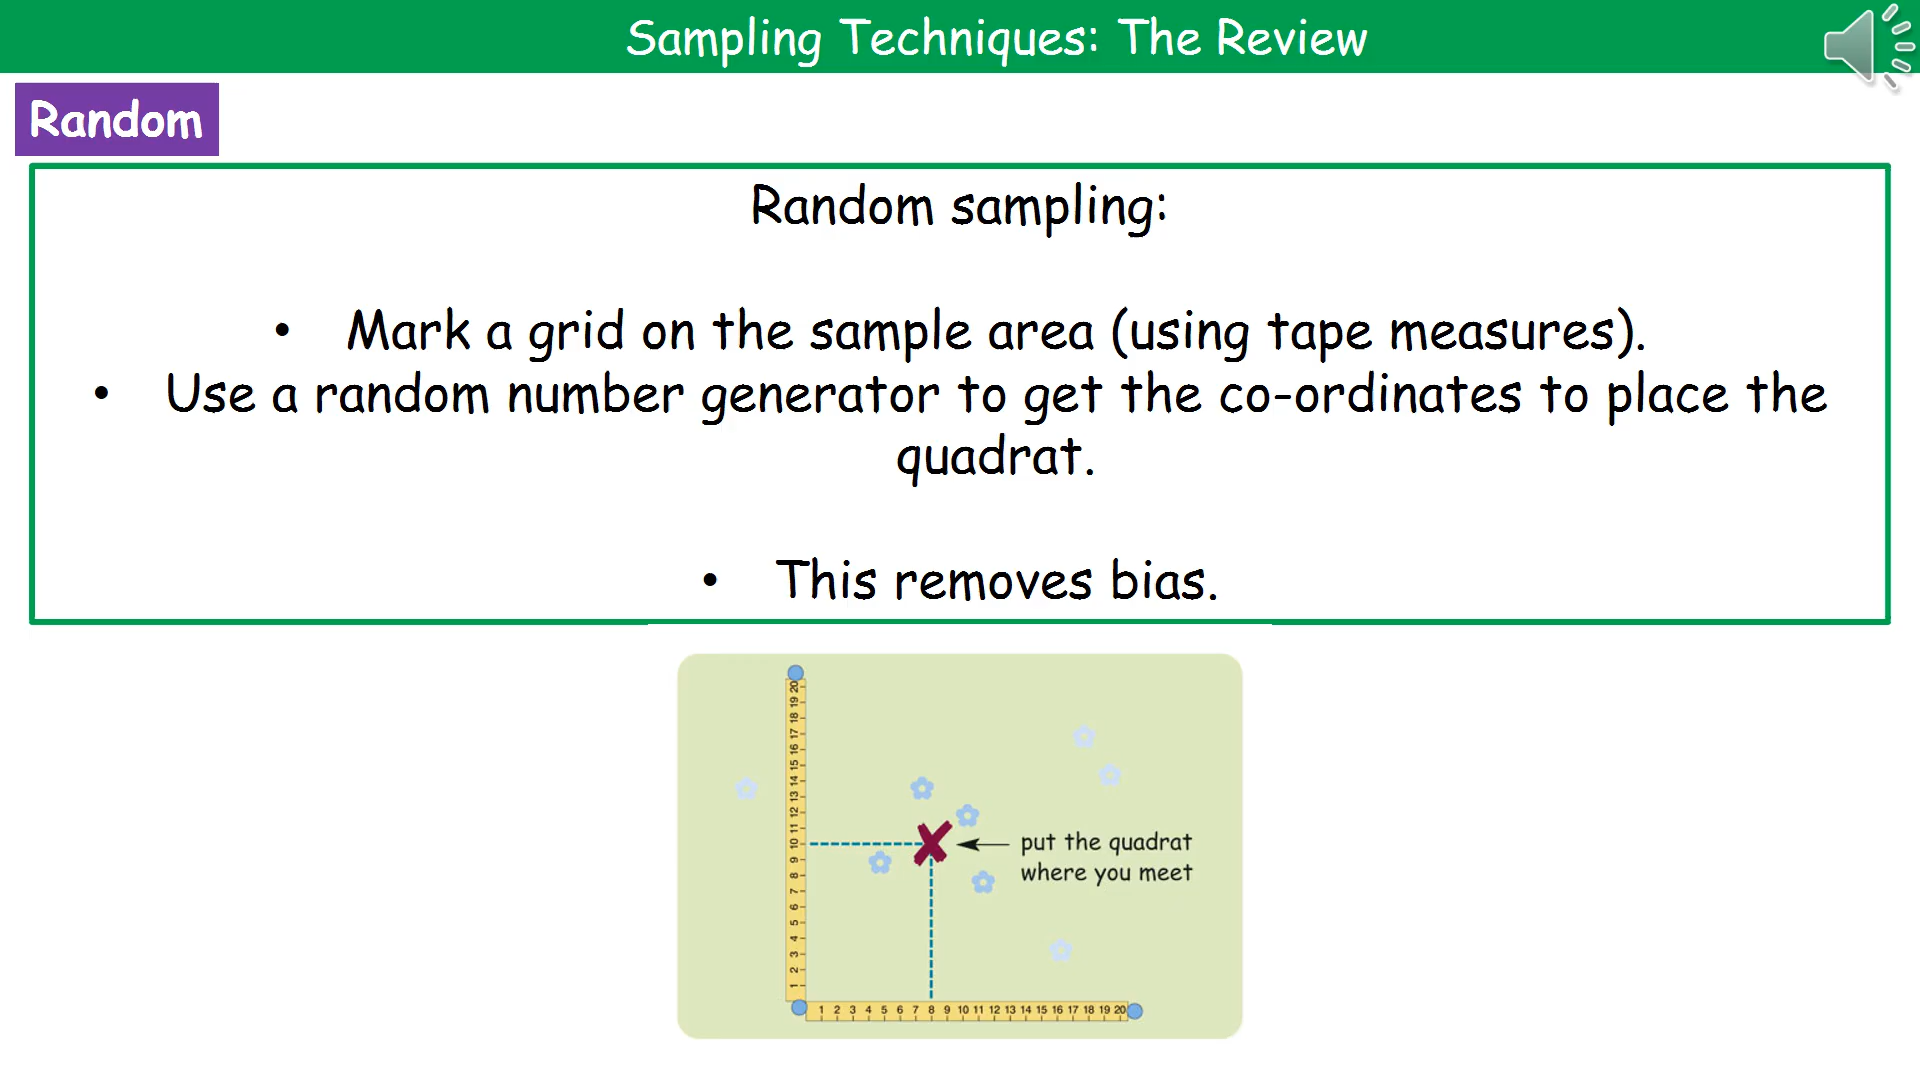 Sampling Techniques: The Review
Random
Random sampling:
• Mark a grid on the sample area (using tape measures).
• Use a random number generator to get the co-ordinates to place the
quadrat.
• This removes bias.
20
19
18
17
16
15
14
13
12
11
10
9
8
7
6
5
4
3
2
1
put the quadrat
where you meet
1 2 3 4 5 6 7 8 9 10 11 12 13 14 15 16 17 18 19 20